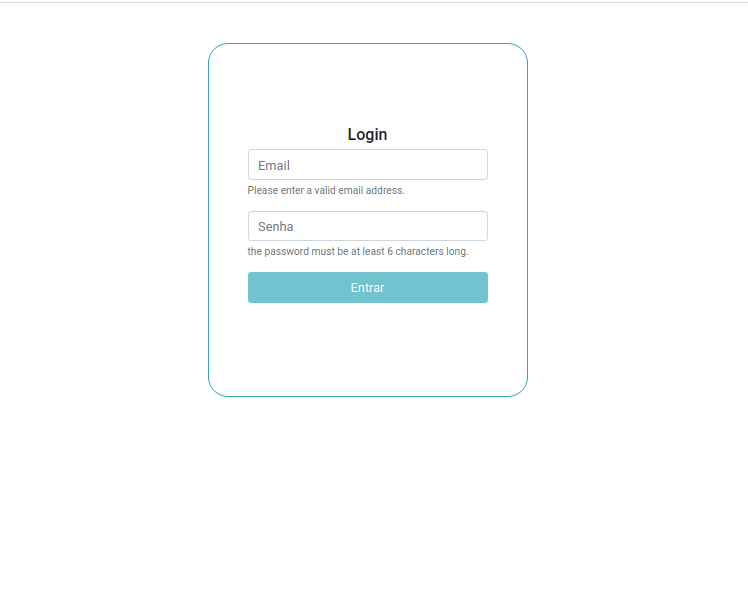 Login
Email
Please enter a valid email address.
Senha
the password must be at least 6 characters long.
Entrar